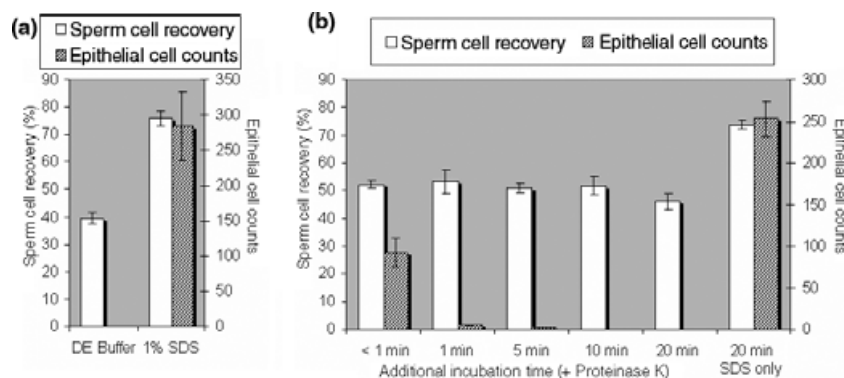 (a)
Sperm cell recovery
Epithelial cell counts
90
80
70
60
50
40
30
20
10
0
Sperm cell recovery (%)
350
300
250
200
150
100
50
0
Epithelial cell counts
DE Buffer 1% SDS
(b)
Sperm cell recovery Epithelial cell counts
90
80
70
60
50
40
30
20
10
0
Sperm cell recovery (%)
300
250
200
150
100
50
0
Epithelial cell counts
< 1 min 1 min 5 min 10 min 20 min 20 min
Additional incubation time (+ Proteinase K) SDS only